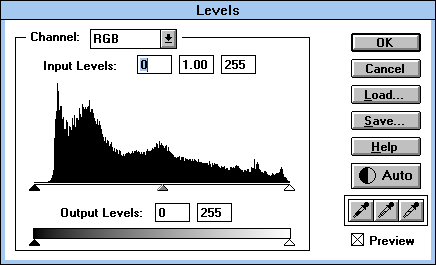 Levels
Channel: RGB
Input Levels: 0 1.00 255
Output Levels: 0 255
OK
Cancel
Load...
Save...
Help
Auto
Preview